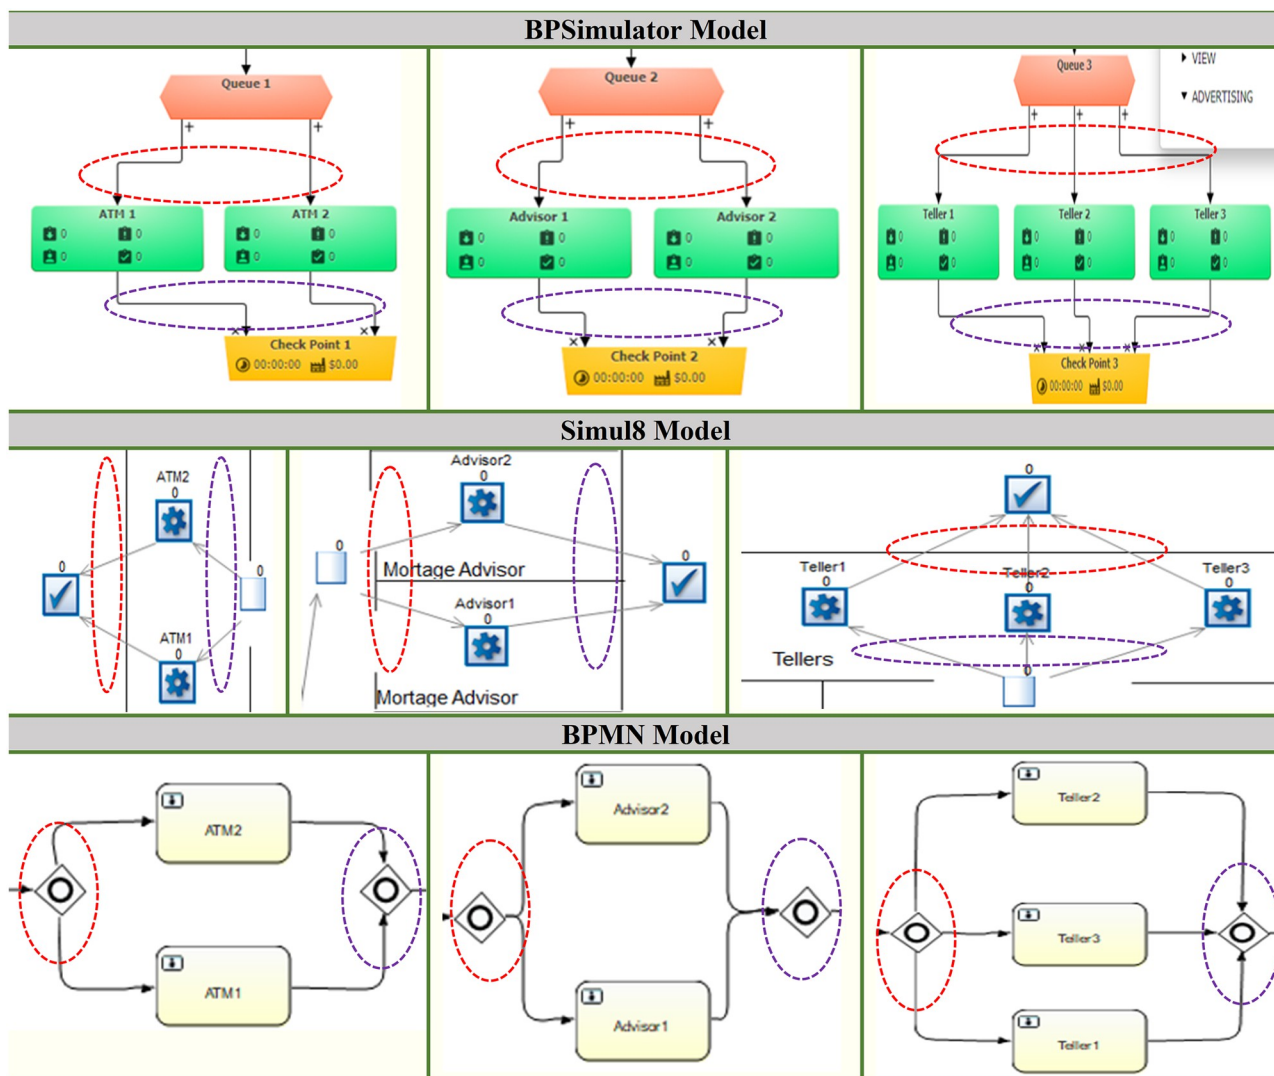 BPSimulator Model
Queue 1
+ +
ATM 1
0 0
0 0
ATM 2
0 0
0 0
× ×
Check Point 1
00:00:00 $0.00
Queue 2
+ +
Advisor 1
0 0
0 0
Advisor 2
0 0
0 0
× ×
Check Point 2
00:00:00 $0.00
Queue 3
+ + +
Teller 1
0 0
0 0
Teller 2
0 0
0 0
Teller 3
0 0
0 0
× × ×
Check Point 3
00:00:00 $0.00
VIEW
ADVERTISING
Simul8 Model
ATM2
0
0
0
ATM1
0
Advisor2
0
0
Mortage Advisor
0
Advisor1
0
Mortage Advisor
0
Teller1
0
Teller2
0
Teller3
0
Tellers
0
BPMN Model
ATM2
ATM1
Advisor2
Advisor1
Teller2
Teller3
Teller1